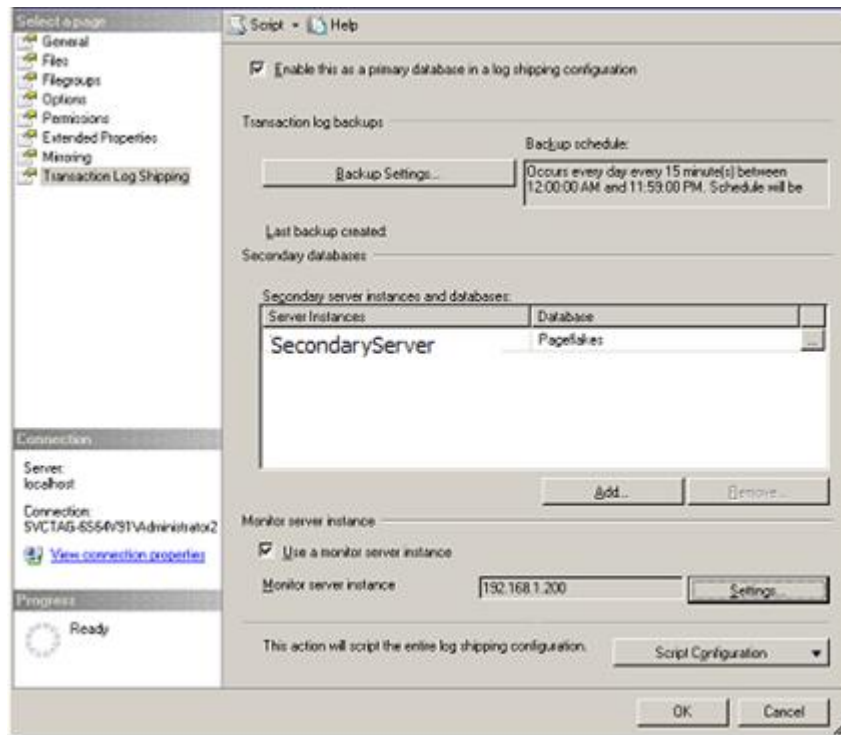 Select a page
General
Files
Filegroups
Options
Permissions
Extended Properties
Mirroring
Transaction Log Shipping
Connection
Server:
localhost
Connection:
SVCTAG-6S64V91\Administrator2
View connection properties
Progress
Ready
Script Help
Enable this as a primary database in a log shipping configuration
Transaction log backups
Backup schedule:
Backup Settings...
Occurs every day every 15 minute(s) between
12:00:00 AM and 11:59:00 PM. Schedule will be
Last backup created:
Secondary databases
Secondary server instances and databases:
Server Instances Database
SecondaryServer Pageflakes
...
Add... Remove...
Monitor server instance
Use a monitor server instance
Monitor server instance 192.168.1.200 Settings...
This action will script the entire log shipping configuration. Script Configuration
OK Cancel